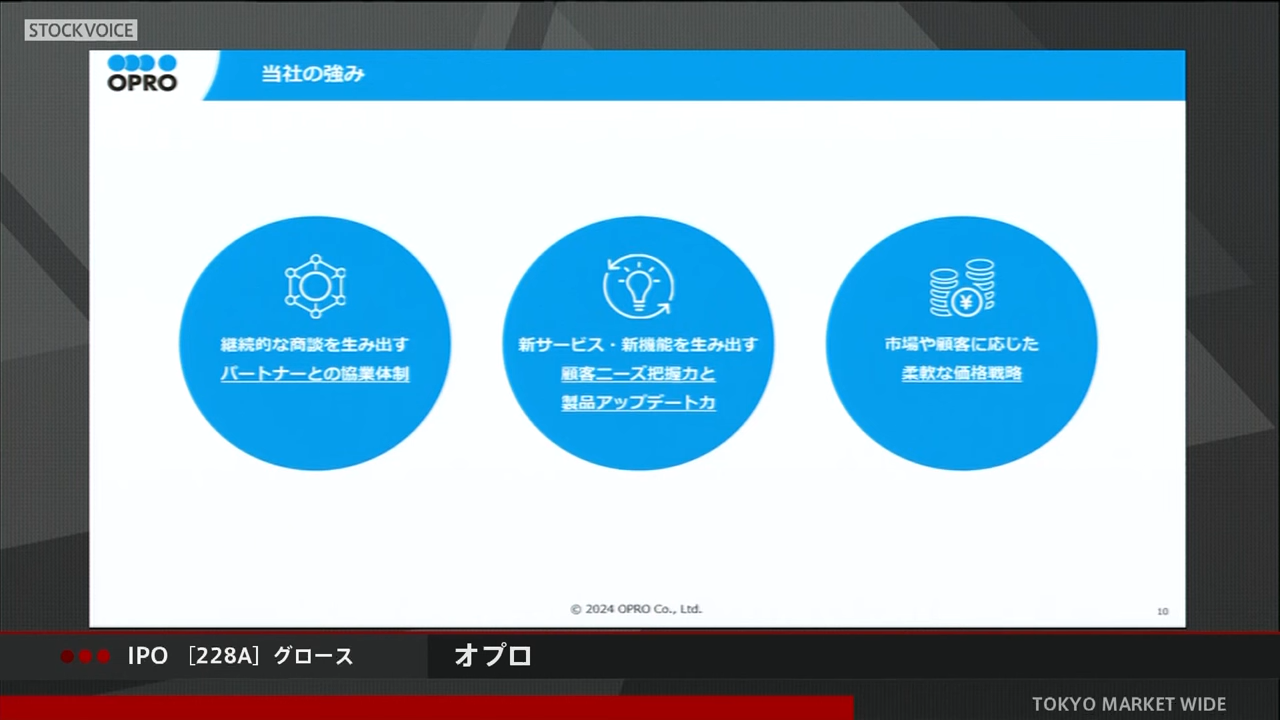 STOCKVOICE
OPRO
当社の強み
継続的な商談を生み出す
パートナーとの協業体制
新サービス・新機能を生み出す
顧客ニーズ把握力と
製品アップデート力
¥
市場や顧客に応じた
柔軟な価格戦略
© 2024 OPRO Co., Ltd.
10
IPO [228A] グロース
オプロ
TOKYO MARKET WIDE